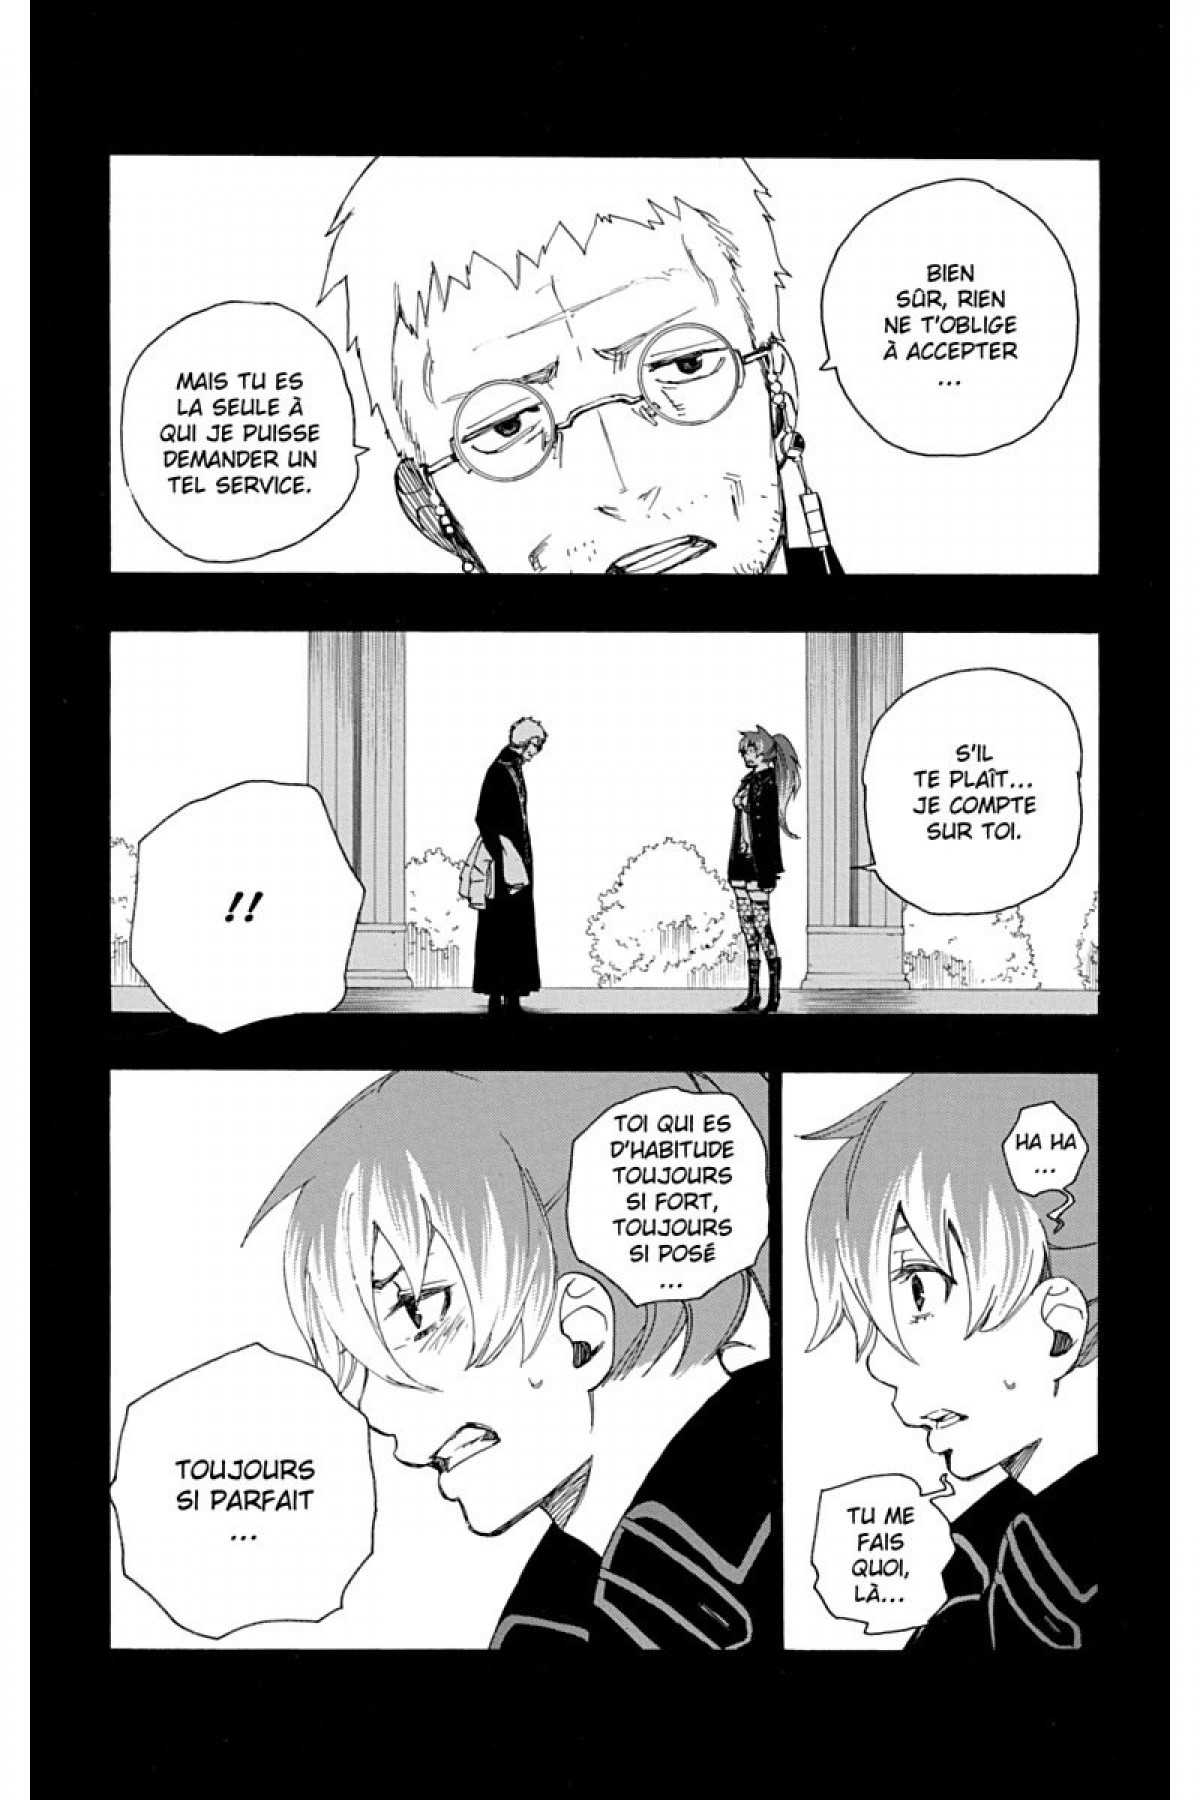 BIEN
SÛR, RIEN
NE T'OBLIGE
À ACCEPTER
...
MAIS TU ES
LA SEULE À
QUI JE PUISSE
DEMANDER UN
TEL SERVICE.
S'IL
TE PLAÎT...
JE COMPTE
SUR TOI.
!!
HA HA
...
TU ME
FAIS
QUOI,
LÀ...
TOI QUI ES
D'HABITUDE
TOUJOURS
SI FORT,
TOUJOURS
SI POSÉ
...
TOUJOURS
SI PARFAIT
...